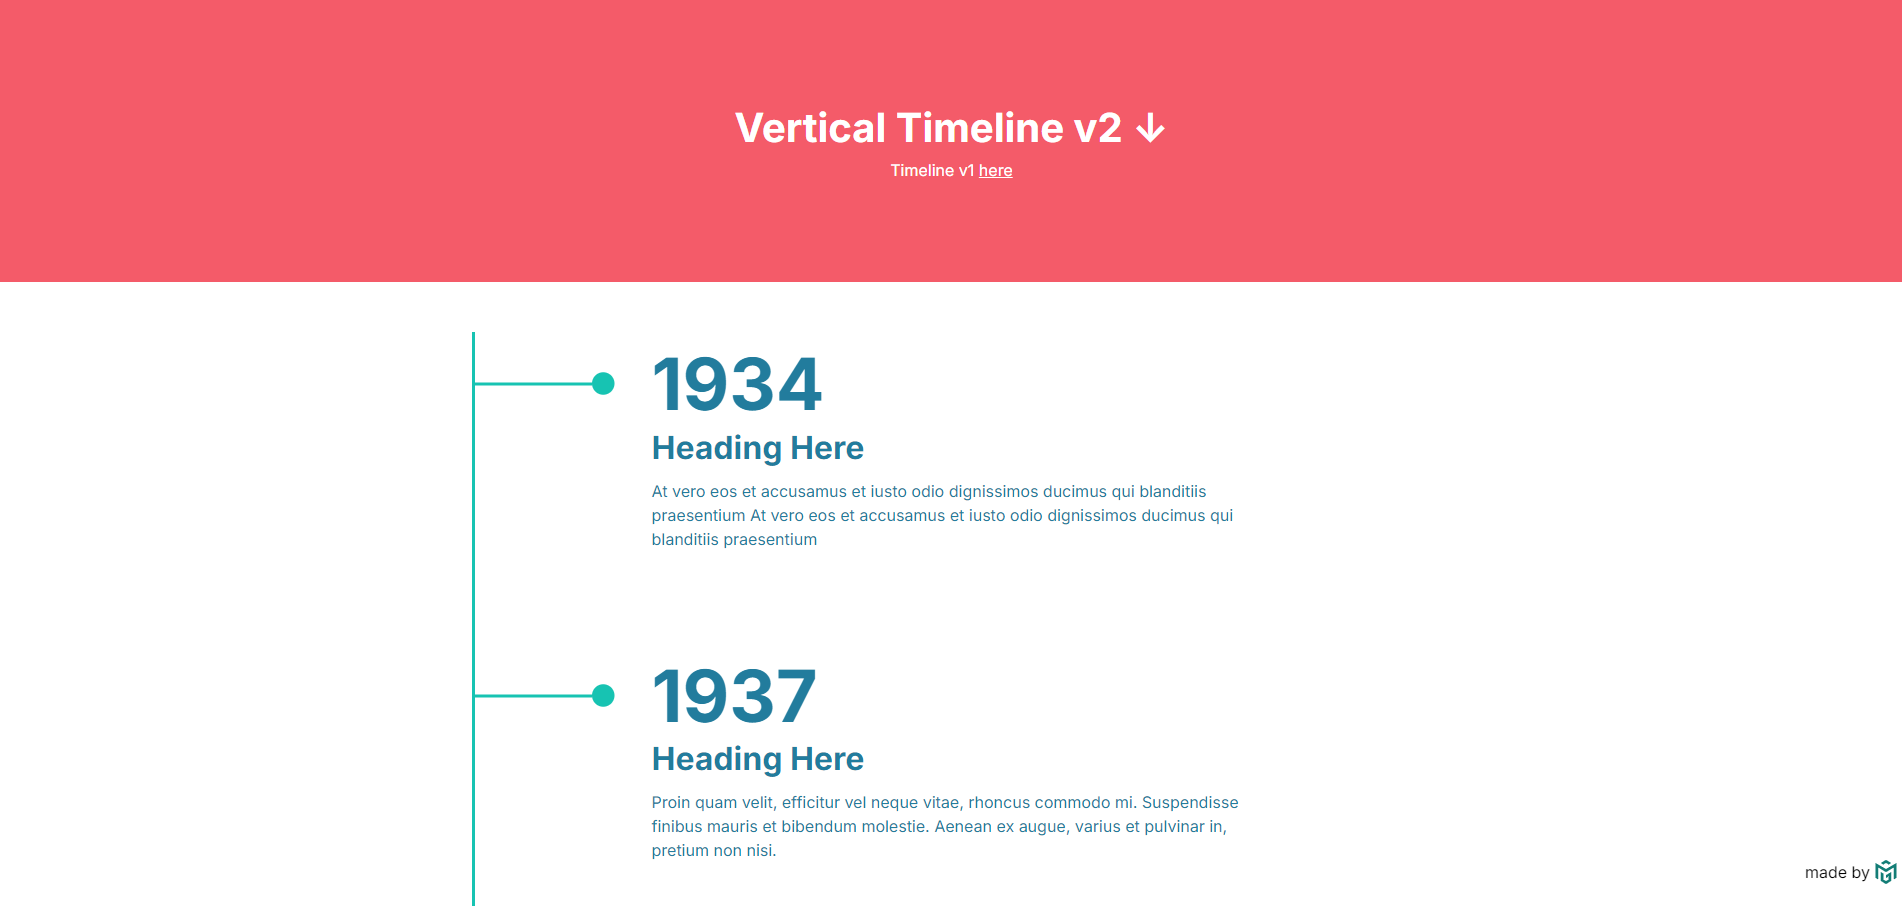 Vertical Timeline v2 ↓
Timeline v1 here
1934
Heading Here
At vero eos et accusamus et iusto odio dignissimos ducimus qui blanditiis
praesentium At vero eos et accusamus et iusto odio dignissimos ducimus qui
blanditiis praesentium
1937
Heading Here
Proin quam velit, efficitur vel neque vitae, rhoncus commodo mi. Suspendisse
finibus mauris et bibendum molestie. Aenean ex augue, varius et pulvinar in,
pretium non nisi.
made by